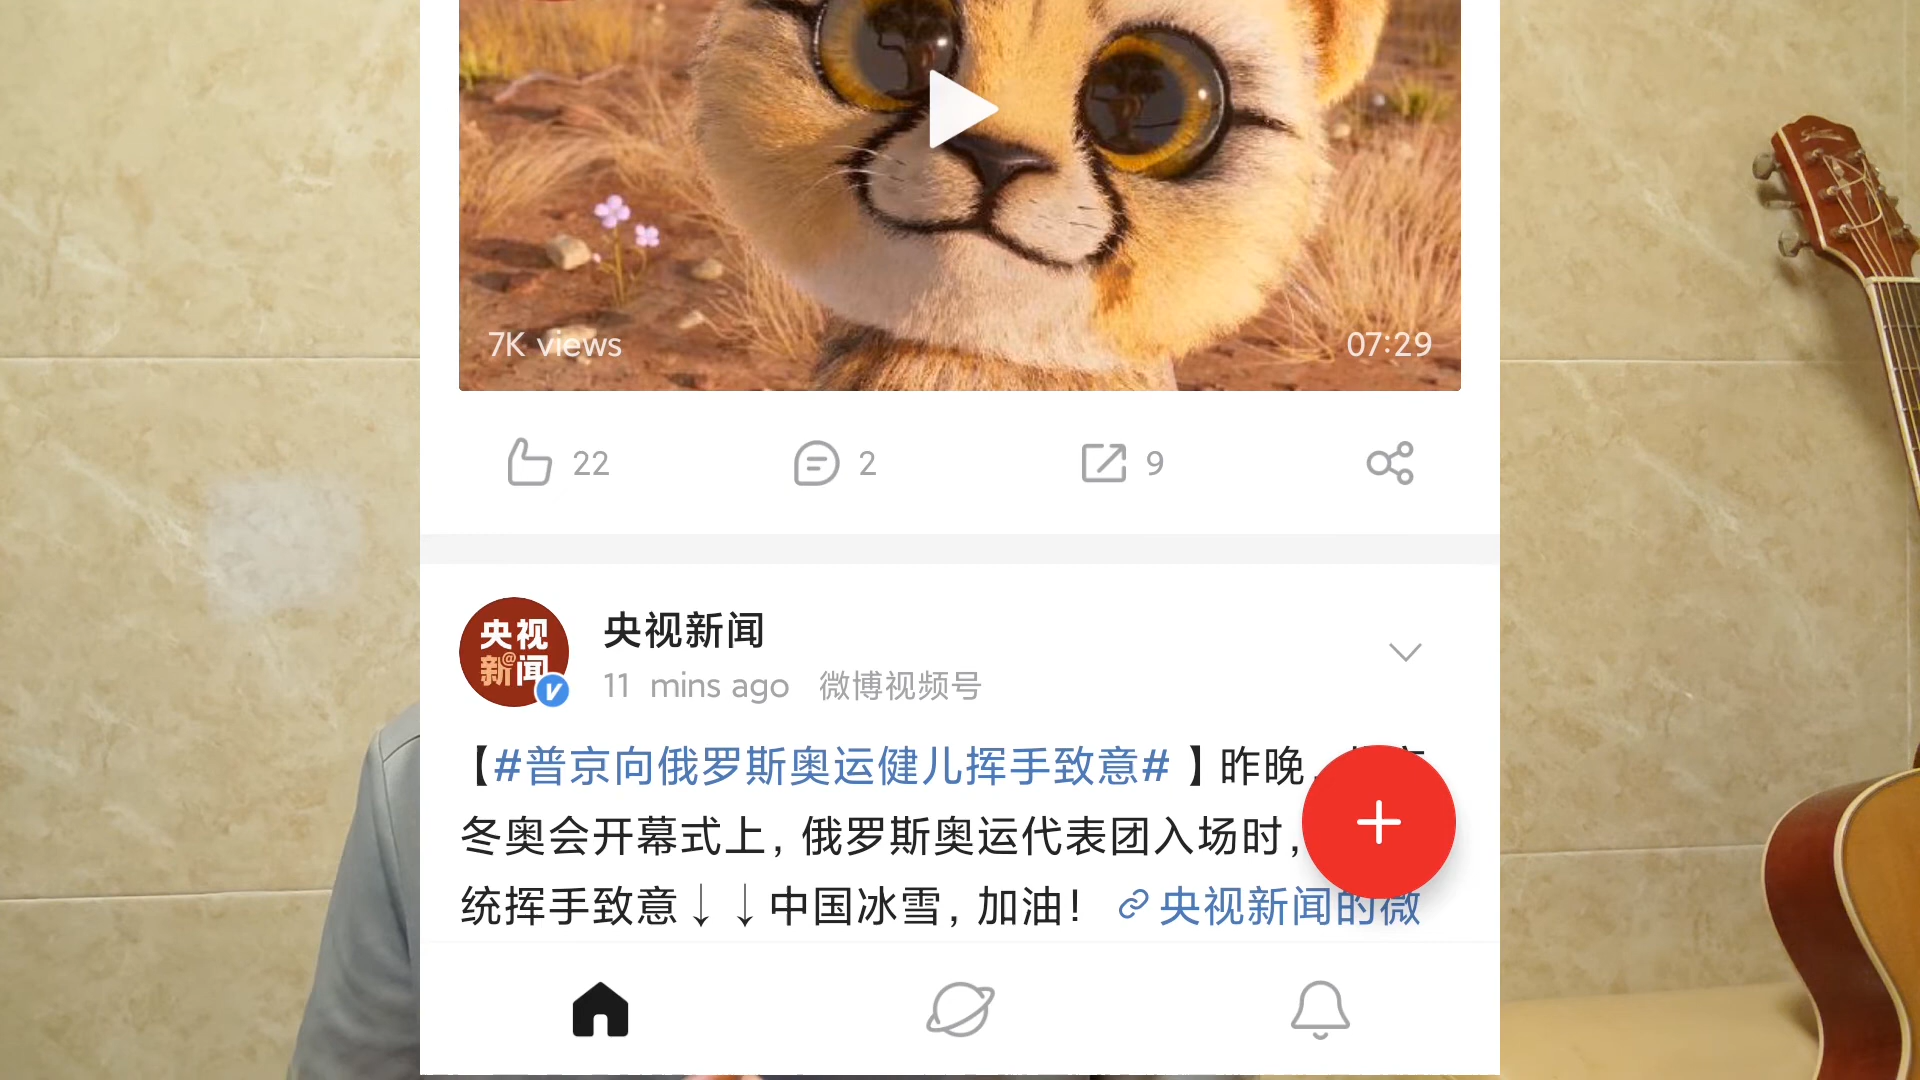 7K views
07:29
22
2
9
央视
新@闻
央视新闻
11 mins ago 微博视频号
【#普京向俄罗斯奥运健儿挥手致意# 】昨晚
冬奥会开幕式上,俄罗斯奥运代表团入场时,
统挥手致意↓↓中国冰雪,加油! 央视新闻的微